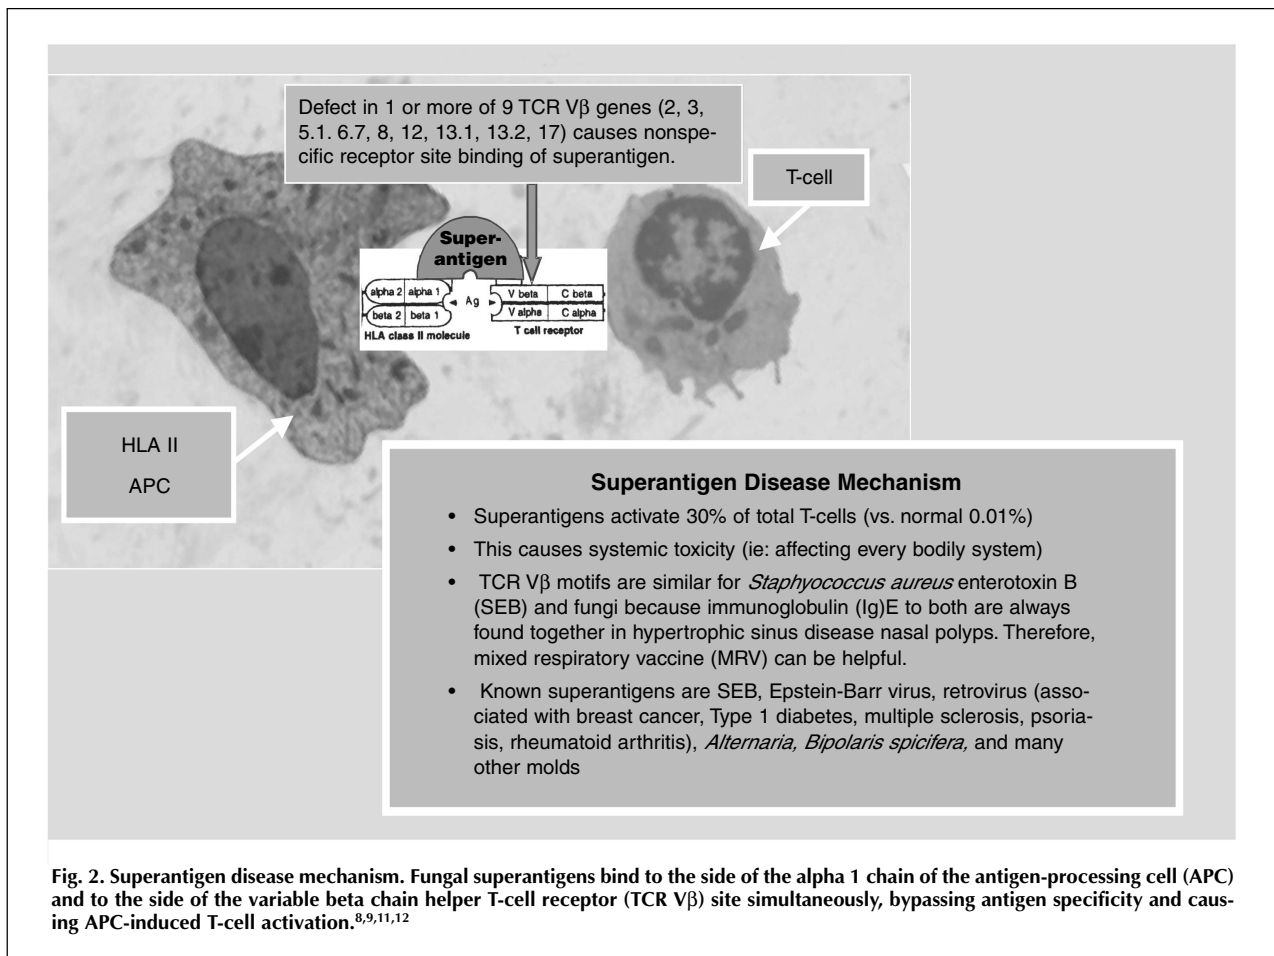 Defect in 1 or more of 9 TCR Vβ genes (2, 3,
5.1. 6.7, 8, 12, 13.1, 13.2, 17) causes nonspe-
cific receptor site binding of superantigen.
T-cell
Super-
antigen
alpha 2 alpha 1
beta 2 beta 1
HLA class II molecule
Ag
V beta C beta
V alpha C alpha
T cell receptor
HLA II
APC
Superantigen Disease Mechanism
• Superantigens activate 30% of total T-cells (vs. normal 0.01%)
• This causes systemic toxicity (ie: affecting every bodily system)
• TCR Vβ motifs are similar for Staphyococcus aureus enterotoxin B
(SEB) and fungi because immunoglobulin (Ig)E to both are always
found together in hypertrophic sinus disease nasal polyps. Therefore,
mixed respiratory vaccine (MRV) can be helpful.
• Known superantigens are SEB, Epstein-Barr virus, retrovirus (asso-
ciated with breast cancer, Type 1 diabetes, multiple sclerosis, psoria-
sis, rheumatoid arthritis), Alternaria, Bipolaris spicifera, and many
other molds
Fig. 2. Superantigen disease mechanism. Fungal superantigens bind to the side of the alpha 1 chain of the antigen-processing cell (APC)
and to the side of the variable beta chain helper T-cell receptor (TCR Vβ) site simultaneously, bypassing antigen specificity and caus-
ing APC-induced T-cell activation.8,9,11,12